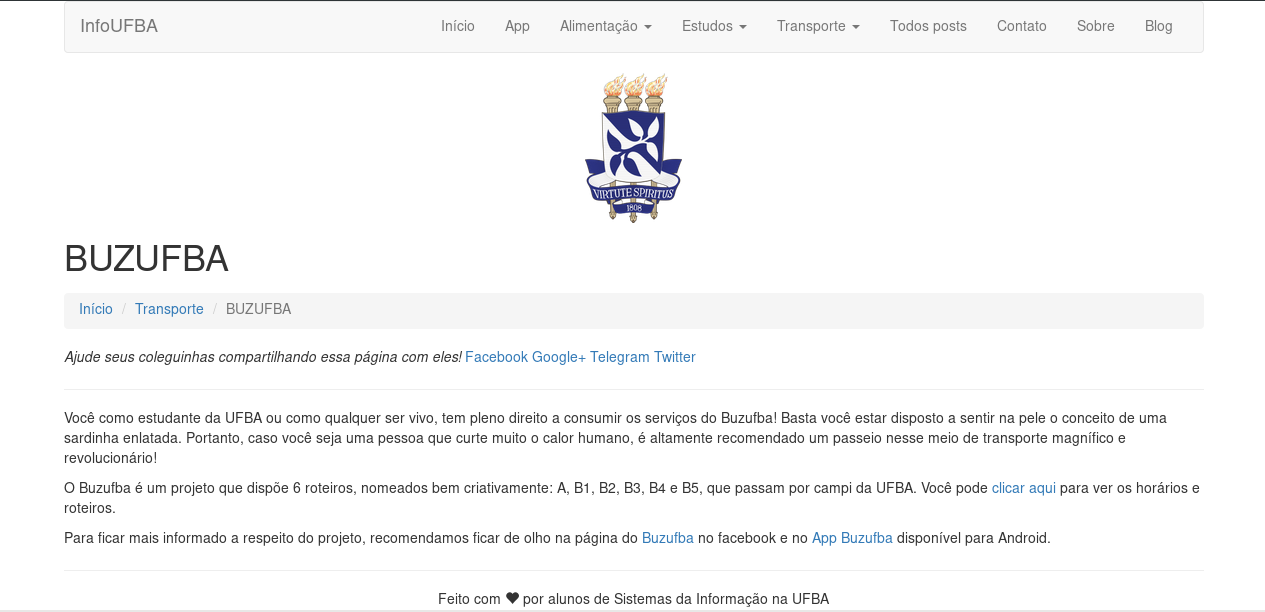 InfoUFBA Início App Alimentação Estudos Transporte Todos posts Contato Sobre Blog
VIRTUTE SPIRITUS
1808
BUZUFBA
Início / Transporte / BUZUFBA
Ajude seus coleguinhas compartilhando essa página com eles! Facebook Google+ Telegram Twitter
Você como estudante da UFBA ou como qualquer ser vivo, tem pleno direito a consumir os serviços do Buzufba! Basta você estar disposto a sentir na pele o conceito de uma
sardinha enlatada. Portanto, caso você seja uma pessoa que curte muito o calor humano, é altamente recomendado um passeio nesse meio de transporte magnífico e
revolucionário!
O Buzufba é um projeto que dispõe 6 roteiros, nomeados bem criativamente: A, B1, B2, B3, B4 e B5, que passam por campi da UFBA. Você pode clicar aqui para ver os horários e
roteiros.
Para ficar mais informado a respeito do projeto, recomendamos ficar de olho na página do Buzufba no facebook e no App Buzufba disponível para Android.
Feito com ♥ por alunos de Sistemas da Informação na UFBA